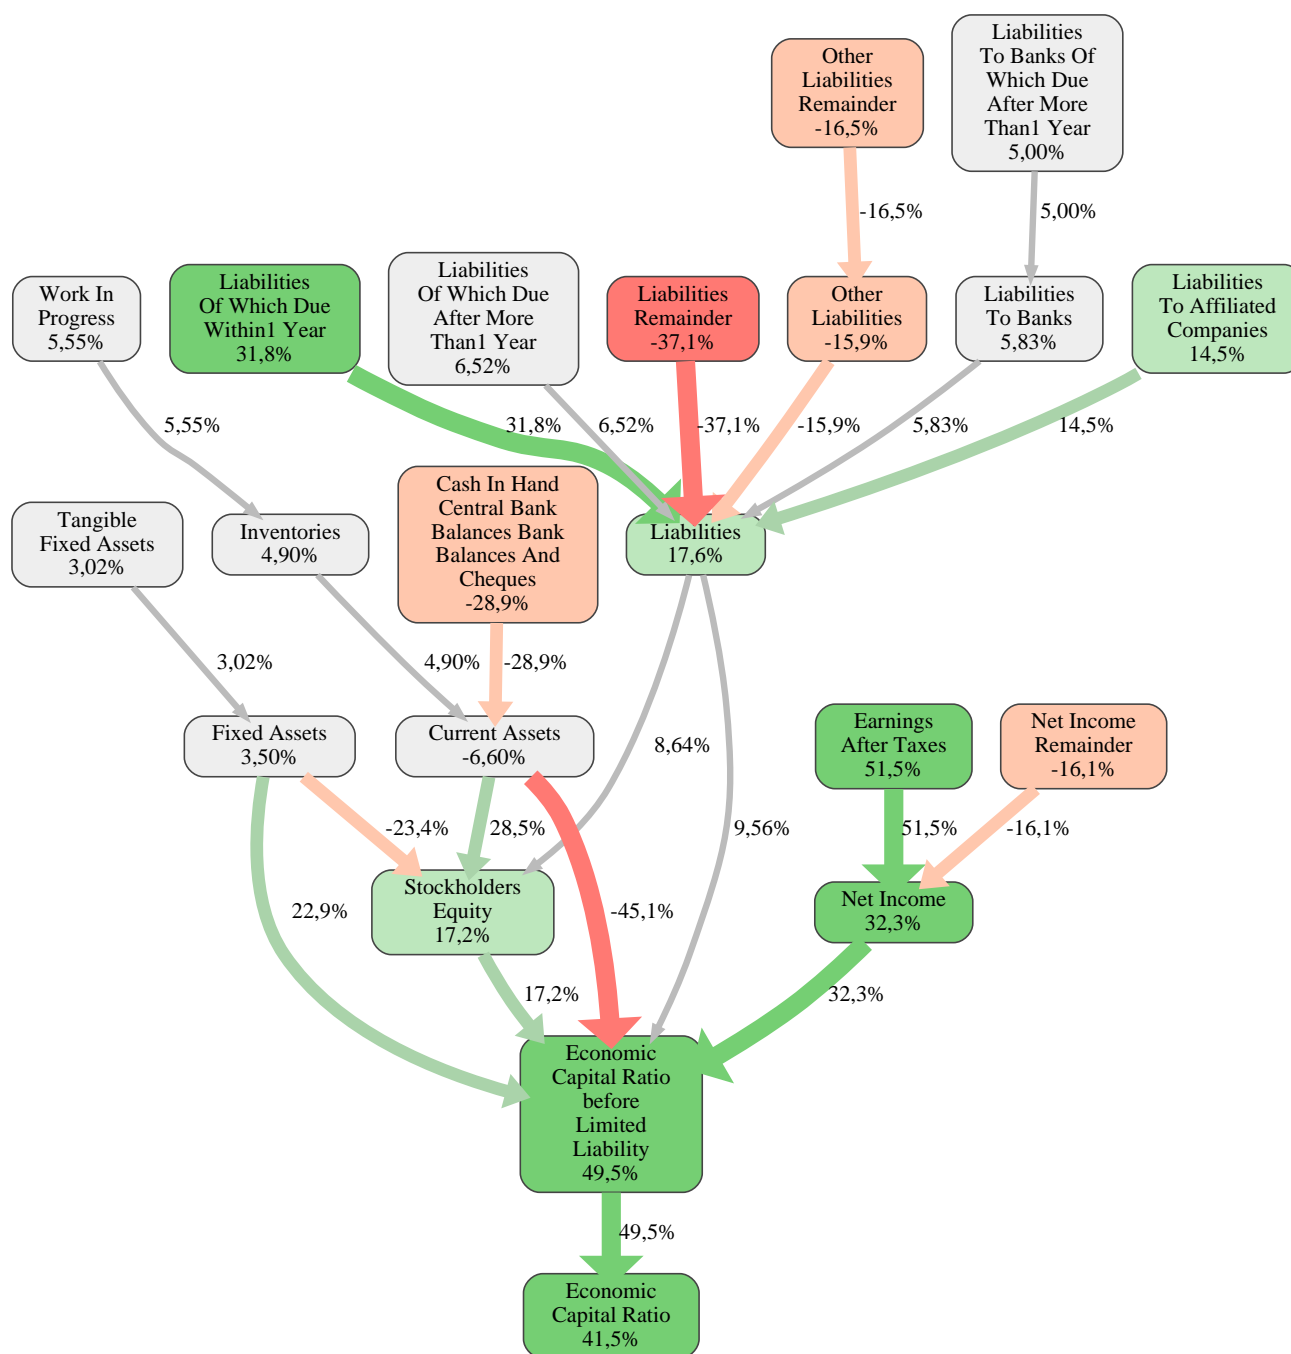 Liabilities
To Banks Of
Which Due
After More
Than1 Year
5,00%
Other
Liabilities
Remainder
-16,5%
-16,5%
5,00%
Work In
Progress
5,55%
Liabilities
Of Which Due
Within1 Year
31,8%
Liabilities
Of Which Due
After More
Than1 Year
6,52%
Liabilities
Remainder
-37,1%
Other
Liabilities
-15,9%
Liabilities
To Banks
5,83%
Liabilities
To Affiliated
Companies
14,5%
5,55%
31,8%
6,52%
-37,1%
-15,9%
5,83%
14,5%
Tangible
Fixed Assets
3,02%
Inventories
4,90%
Cash In Hand
Central Bank
Balances Bank
Balances And
Cheques
-28,9%
Liabilities
17,6%
3,02%
4,90%
-28,9%
Fixed Assets
3,50%
Current Assets
-6,60%
8,64%
Earnings
After Taxes
51,5%
Net Income
Remainder
-16,1%
-23,4%
28,5%
9,56%
51,5%
-16,1%
Stockholders
Equity
17,2%
Net Income
32,3%
22,9%
-45,1%
17,2%
32,3%
Economic
Capital Ratio
before
Limited
Liability
49,5%
49,5%
Economic
Capital Ratio
41,5%